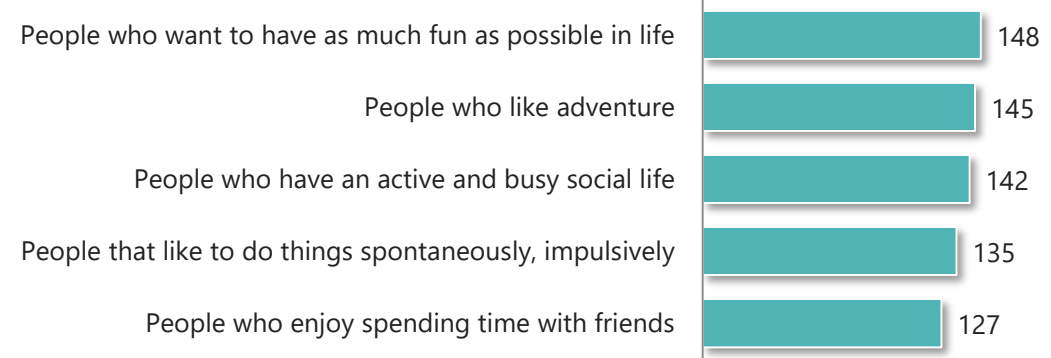 People who want to have as much fun as possible in life 148
People who like adventure 145
People who have an active and busy social life 142
People that like to do things spontaneously, impulsively 135
People who enjoy spending time with friends 127